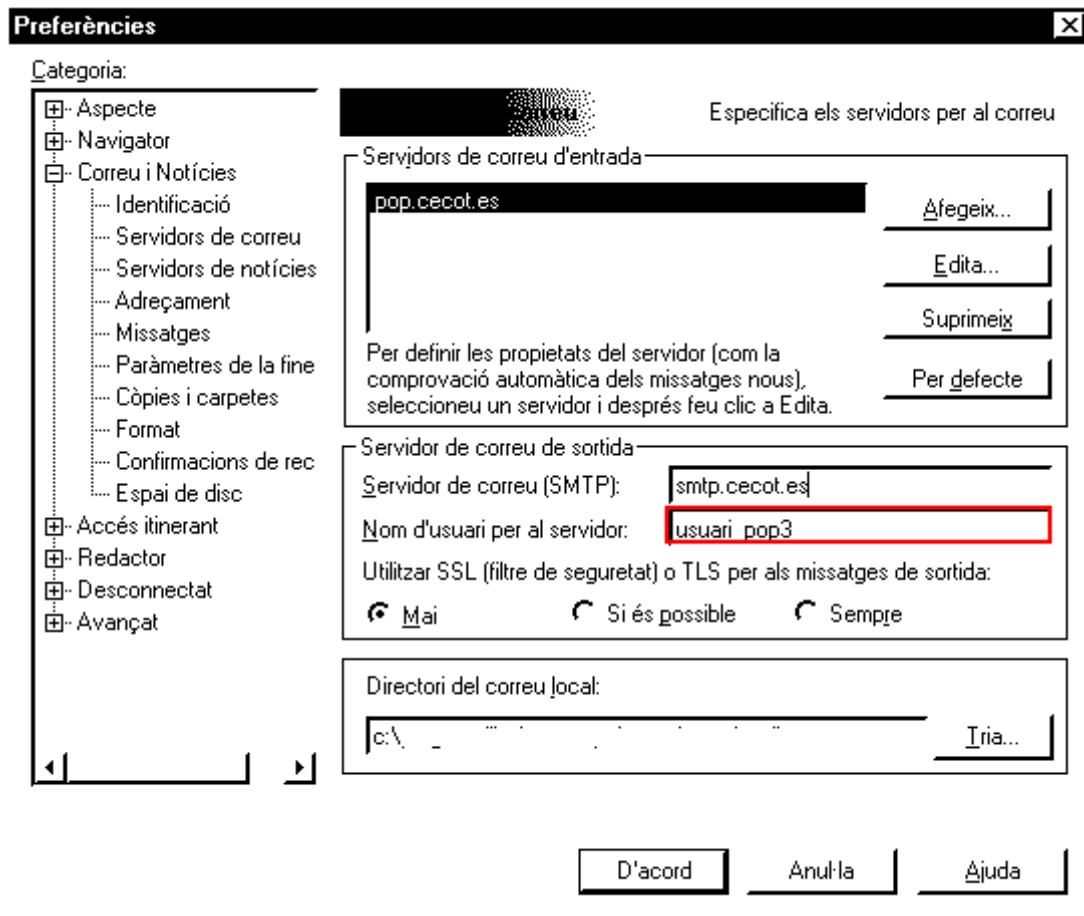 Preferències
Categoria:
Aspecte
Navigator
Correu i Notícies
Identificació
Servidors de correu
Servidors de notícies
Adreçament
Missatges
Paràmetres de la fine
Còpies i carpetes
Format
Confirmacions de rec
Espai de disc
Accés itinerant
Redactor
Desconnectat
Avançat
Especifica els servidors per al correu
Servidors de correu d'entrada
pop.cecot.es
Afegeix...
Edita...
Suprimeix
Per defecte
Per definir les propietats del servidor (com la
comprovació automàtica dels missatges nous),
seleccioneu un servidor i després feu clic a Edita.
Servidor de correu de sortida
Servidor de correu (SMTP): smtp.cecot.es
Nom d'usuari per al servidor: usuari_pop3
Utilitzar SSL (filtre de seguretat) o TLS per als missatges de sortida:
Mai Si és possible Sempre
Directori del correu local:
c:\
Tria...
D'acord Anul·la Ajuda